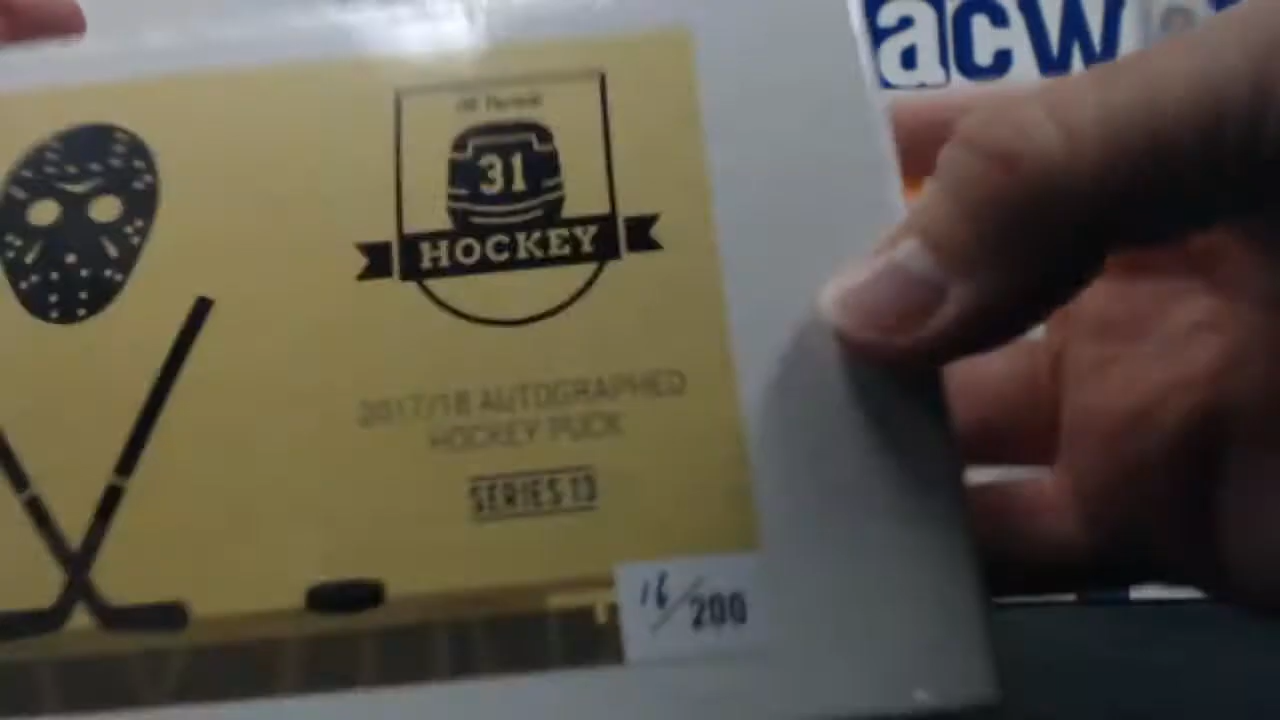 acw
31
HOCKEY
2017/18 AUTOGRAPHED
HOCKEY PUCK
SERIES 13
16/200